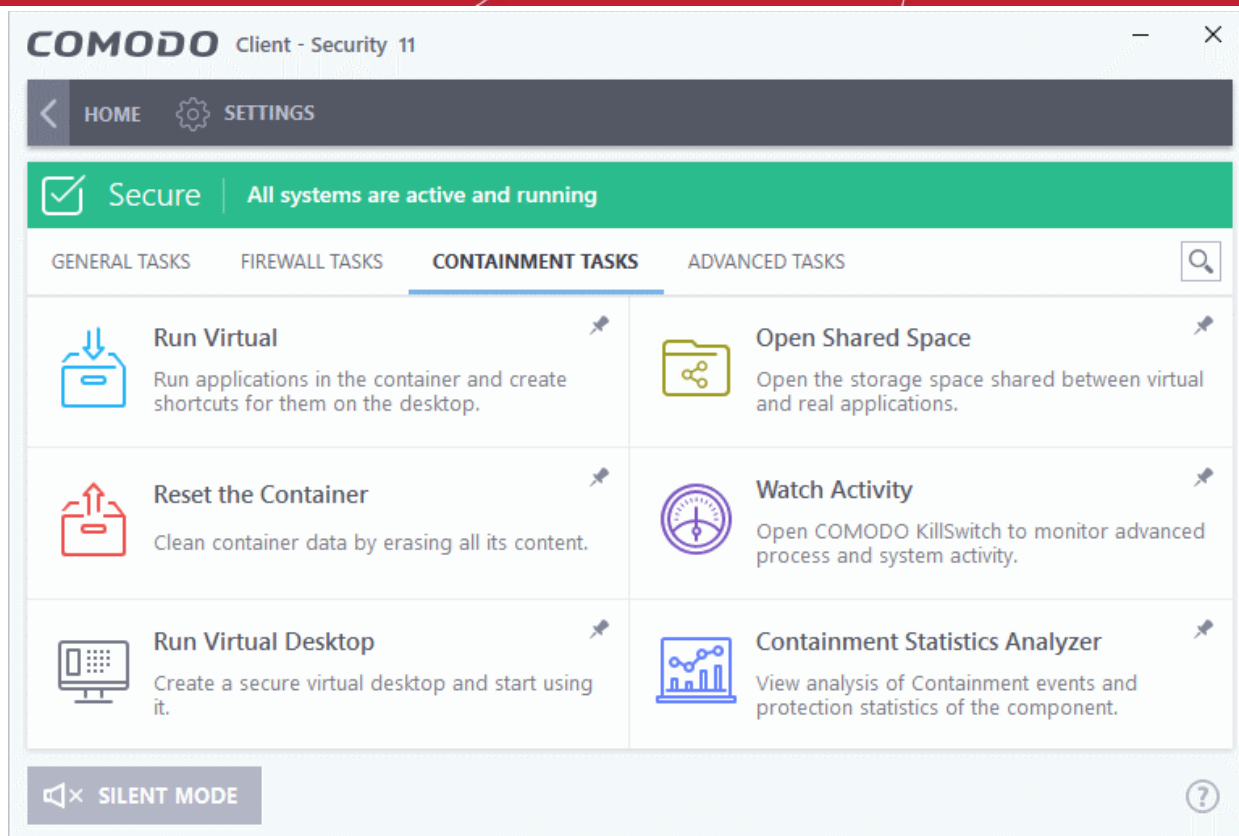 COMODO Client - Security 11
HOME SETTINGS
Secure All systems are active and running
GENERAL TASKS FIREWALL TASKS CONTAINMENT TASKS ADVANCED TASKS
Run Virtual
Run applications in the container and create
shortcuts for them on the desktop.
Open Shared Space
Open the storage space shared between virtual
and real applications.
Reset the Container
Clean container data by erasing all its content.
Watch Activity
Open COMODO KillSwitch to monitor advanced
process and system activity.
Run Virtual Desktop
Create a secure virtual desktop and start using
it.
Containment Statistics Analyzer
View analysis of Containment events and
protection statistics of the component.
SILENT MODE
?